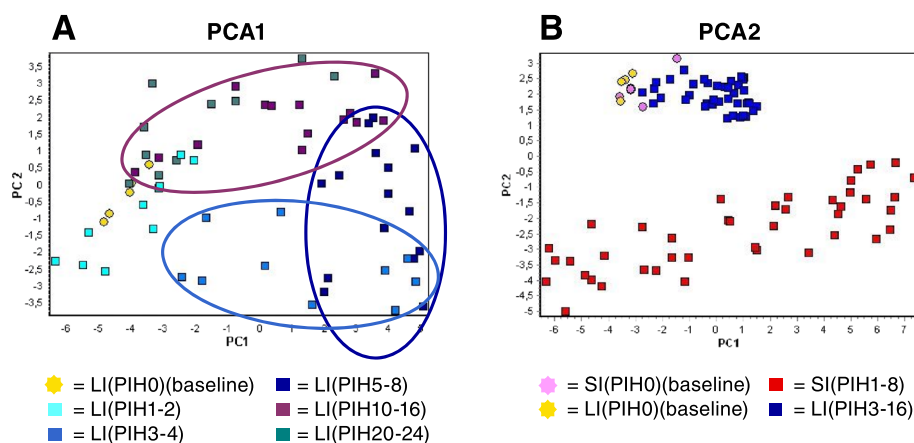 A PCA1
3,5
3
2,5
2
1,5
1
0,5
0
-0,5
-1
-1,5
-2
-2,5
-3
-3,5
PC 2
-6 -5 -4 -3 -2 -1 0 1 2 3 4 5
PC1
= LI(PIH0)(baseline) = LI(PIH5-8)
= LI(PIH1-2) = LI(PIH10-16)
= LI(PIH3-4) = LI(PIH20-24)
B PCA2
3
2,5
2
1,5
1
0,5
0
-0,5
-1
-1,5
-2
-2,5
-3
-3,5
-4
-4,5
-5
PC2
-6 -5 -4 -3 -2 -1 0 1 2 3 4 5 6 7
PC1
= SI(PIH0)(baseline) = SI(PIH1-8)
= LI(PIH0)(baseline) = LI(PIH3-16)